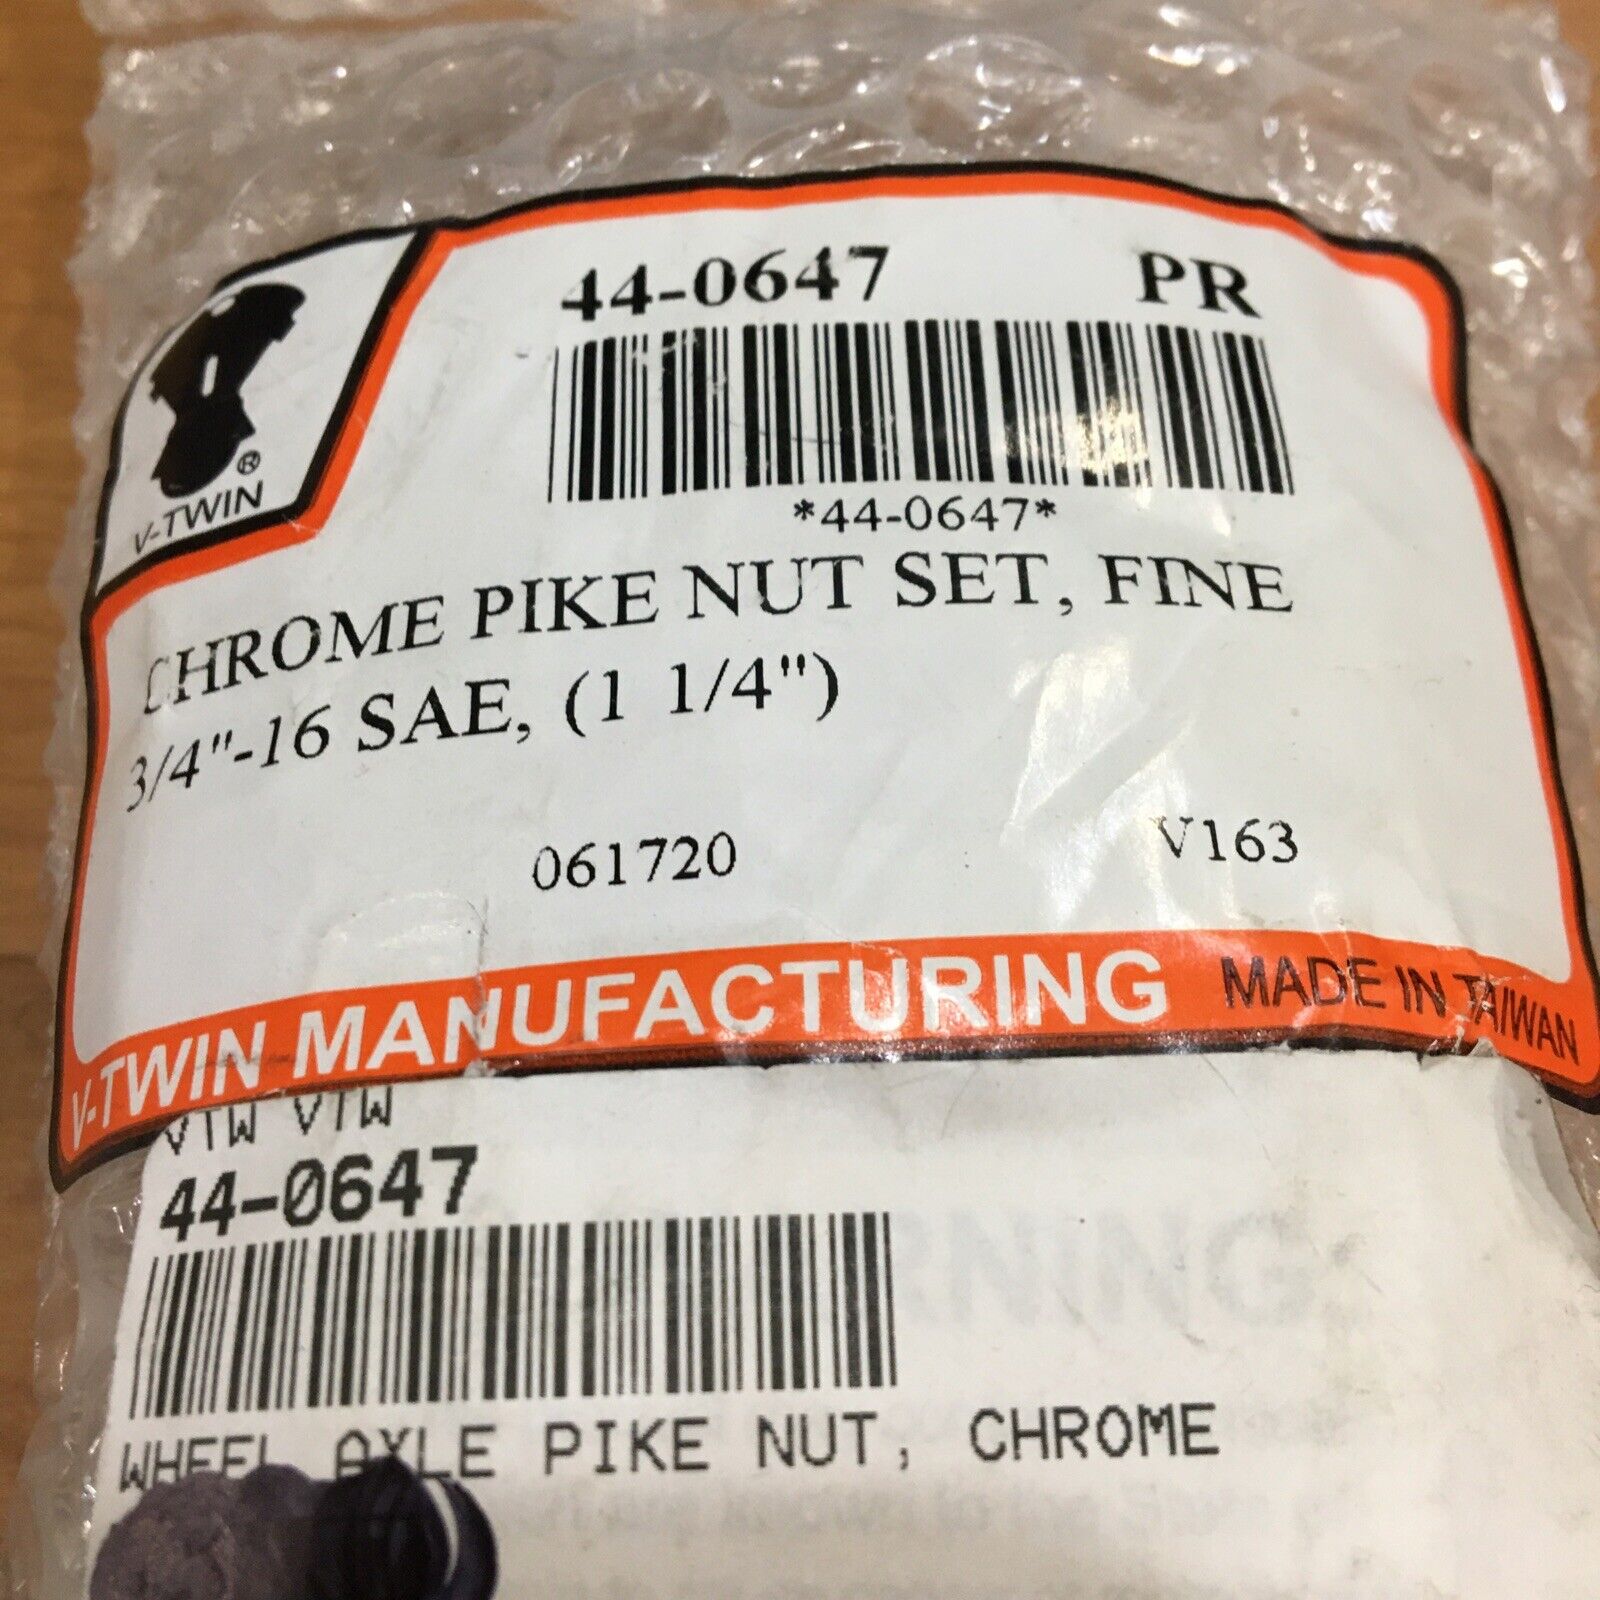 44-0647 PR
*44-0647*
® V-TWIN
CHROME PIKE NUT SET, FINE
3/4"-16 SAE, (1 1/4")
061720 V163
V-TWIN MANUFACTURING MADE IN TAIWAN
VTW VTW
44-0647
WHEEL AXLE PIKE NUT, CHROME